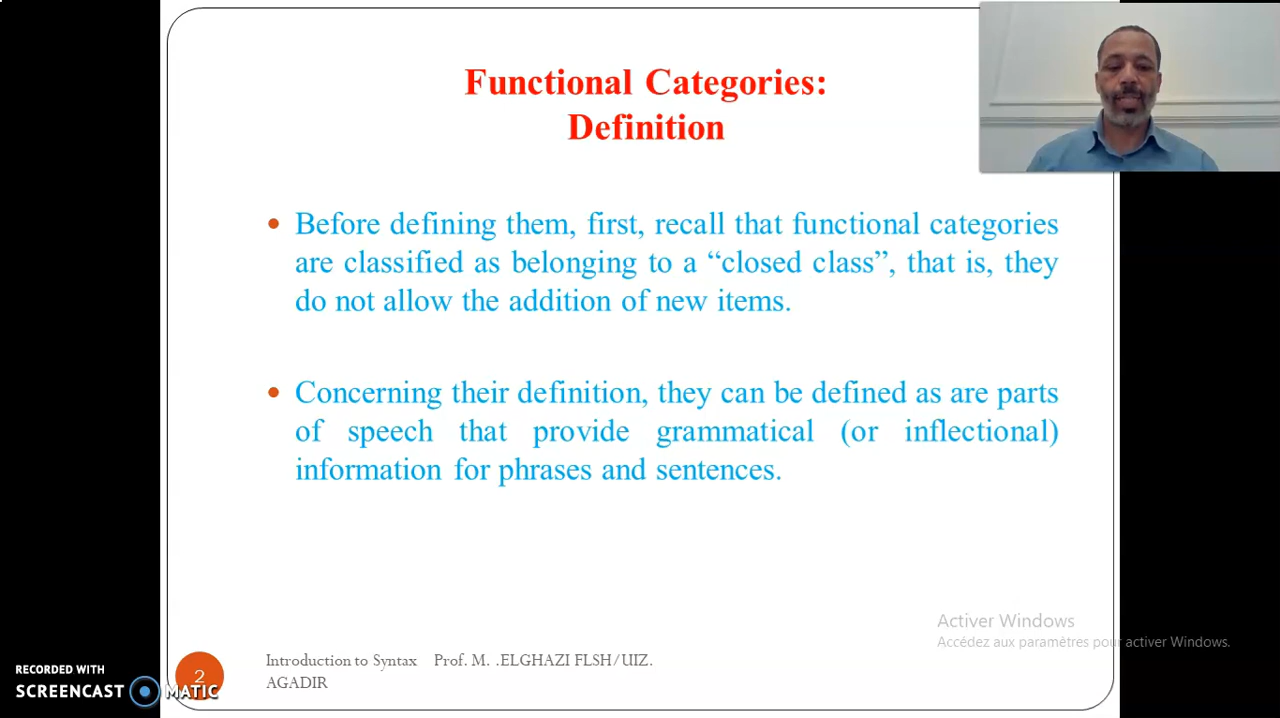 Functional Categories:
Definition
• Before defining them, first, recall that functional categories
are classified as belonging to a “closed class”, that is, they
do not allow the addition of new items.
• Concerning their definition, they can be defined as are parts
of speech that provide grammatical (or inflectional)
information for phrases and sentences.
Activer Windows
Accédez aux paramètres pour activer Windows.
2
Introduction to Syntax Prof. M. .ELGHAZI FLSH/UIZ.
AGADIR
RECORDED WITH
SCREENCAST MATIC